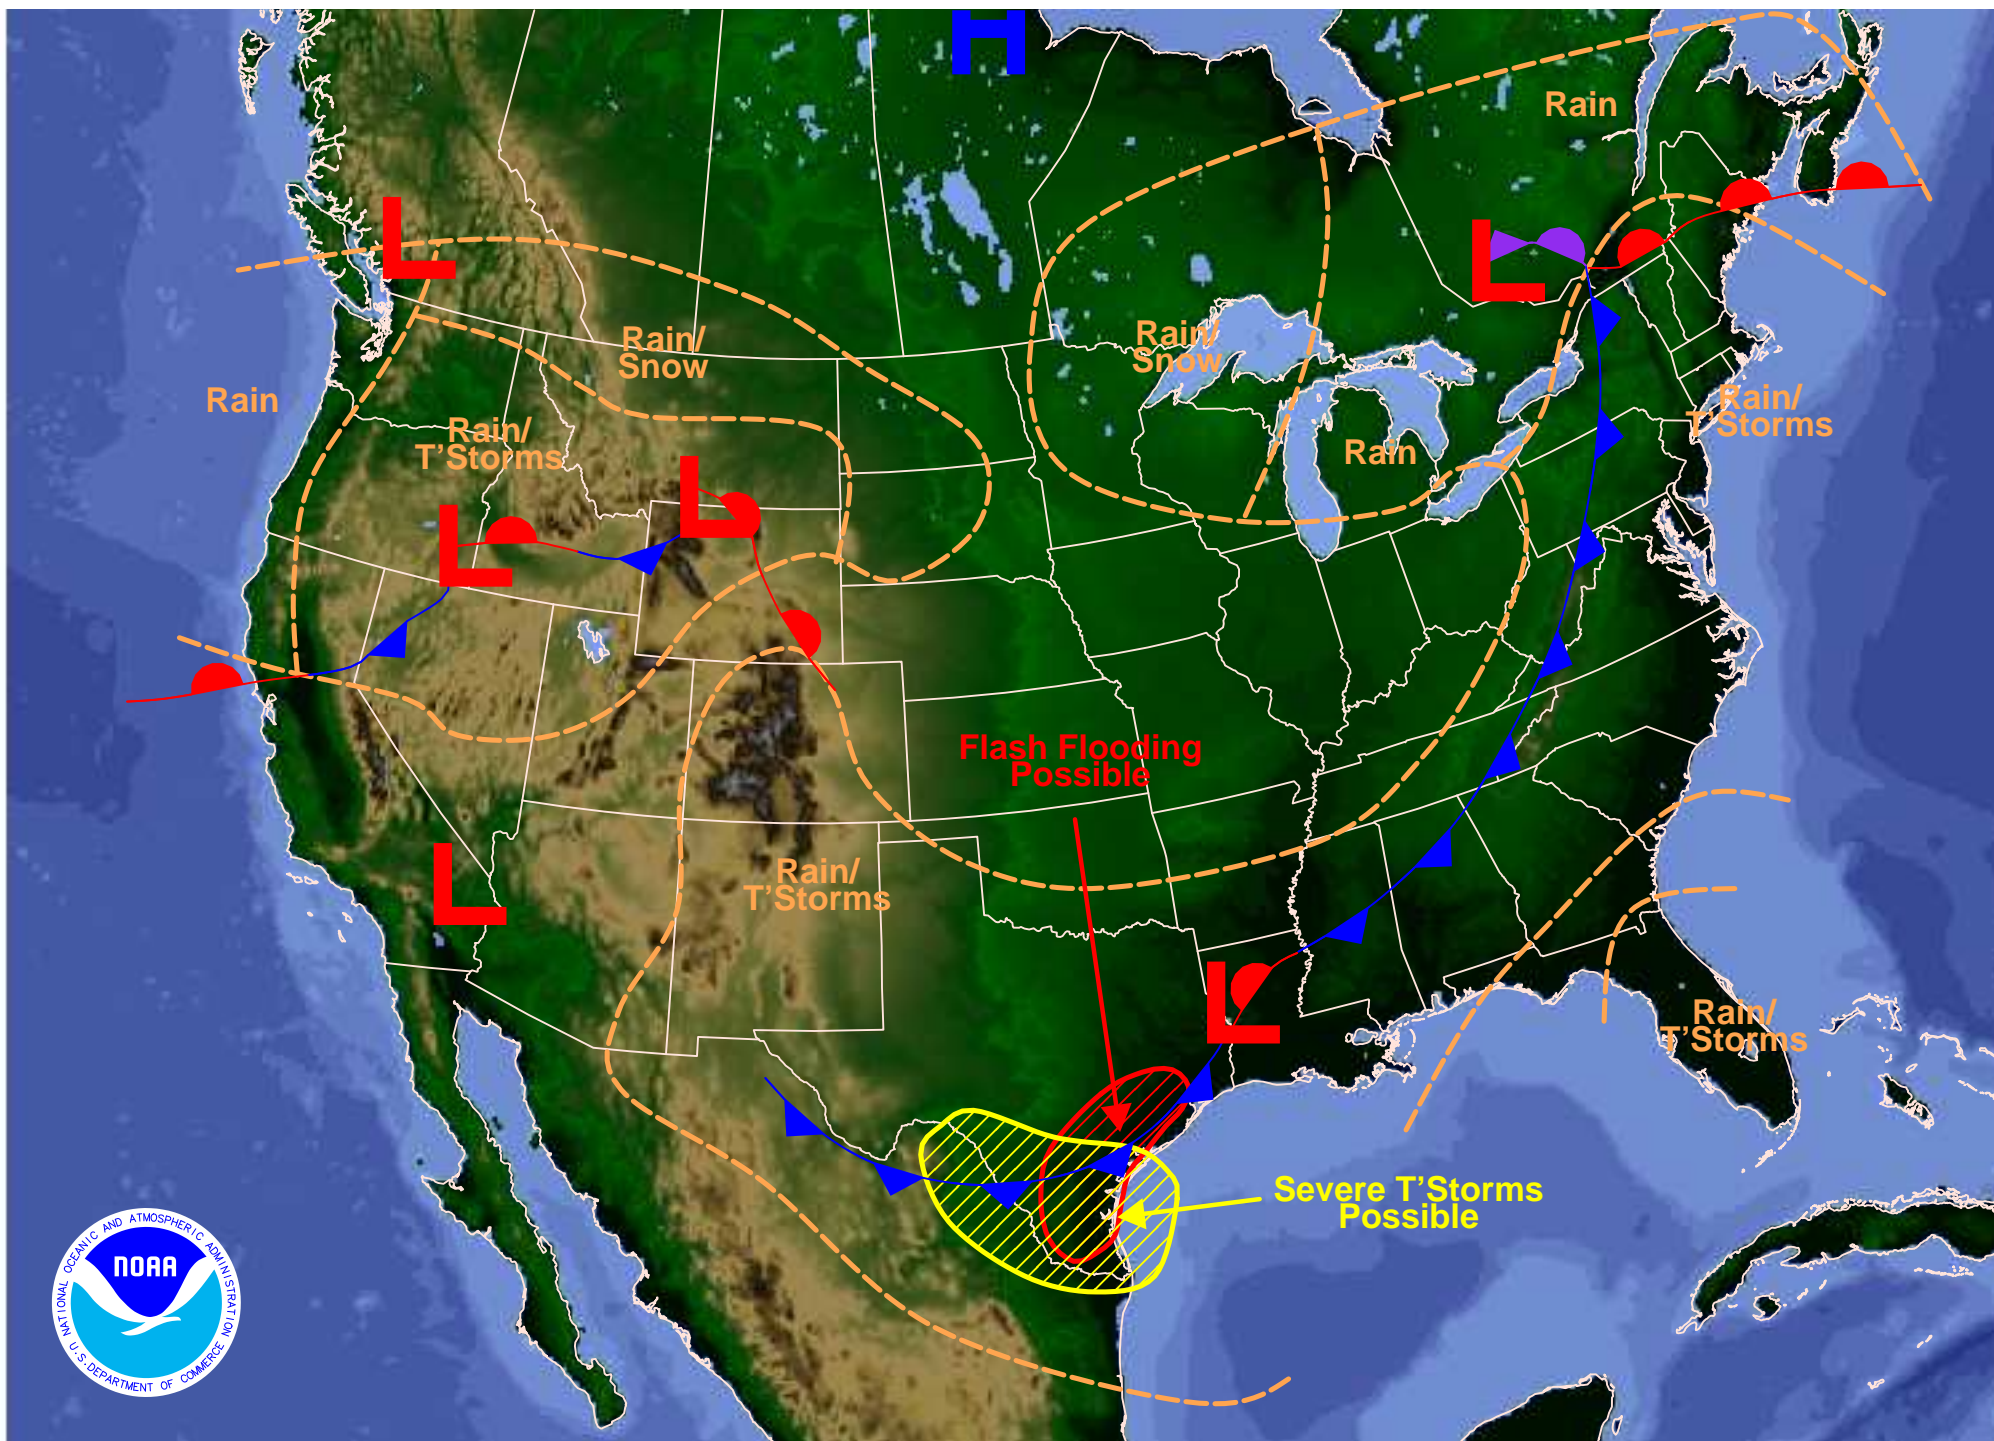 H
Rain
L
L
Rain/
Snow
Rain/
Snow
Rain
Rain/
T'Storms
Rain/
T'Storms
Rain
L
L
Flash Flooding
Possible
L
Rain/
T'Storms
L
Rain/
T'Storms
Severe T'Storms
Possible
NATIONAL OCEANIC AND ATMOSPHERIC ADMINISTRATION
NOAA
U.S. DEPARTMENT OF COMMERCE